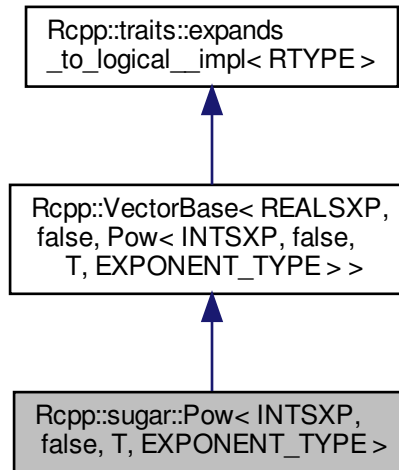 Rcpp::traits::expands
_to_logical__impl< RTYPE >
Rcpp::VectorBase< REALSXP,
false, Pow< INTSXP, false,
T, EXPONENT_TYPE > >
Rcpp::sugar::Pow< INTSXP,
false, T, EXPONENT_TYPE >